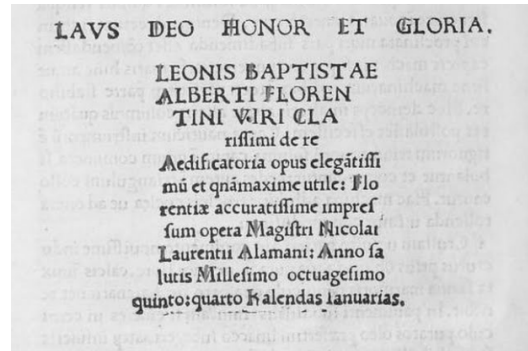 LAVS DEO HONOR ET GLORIA.
LEONIS BAPTISTAE
ALBERTI FLOREN
TINI VIRI CLA
rissimi de re
Aedificatoria opus elegãtissi
mũ et quãmaxime utile: Flo
rentiæ accuratissime impres
sum opera Magistri Nicolai
Laurentii Alamani: Anno sa
lutis Millesimo octuagesimo
quinto: quarto Kalendas Ianuarias.